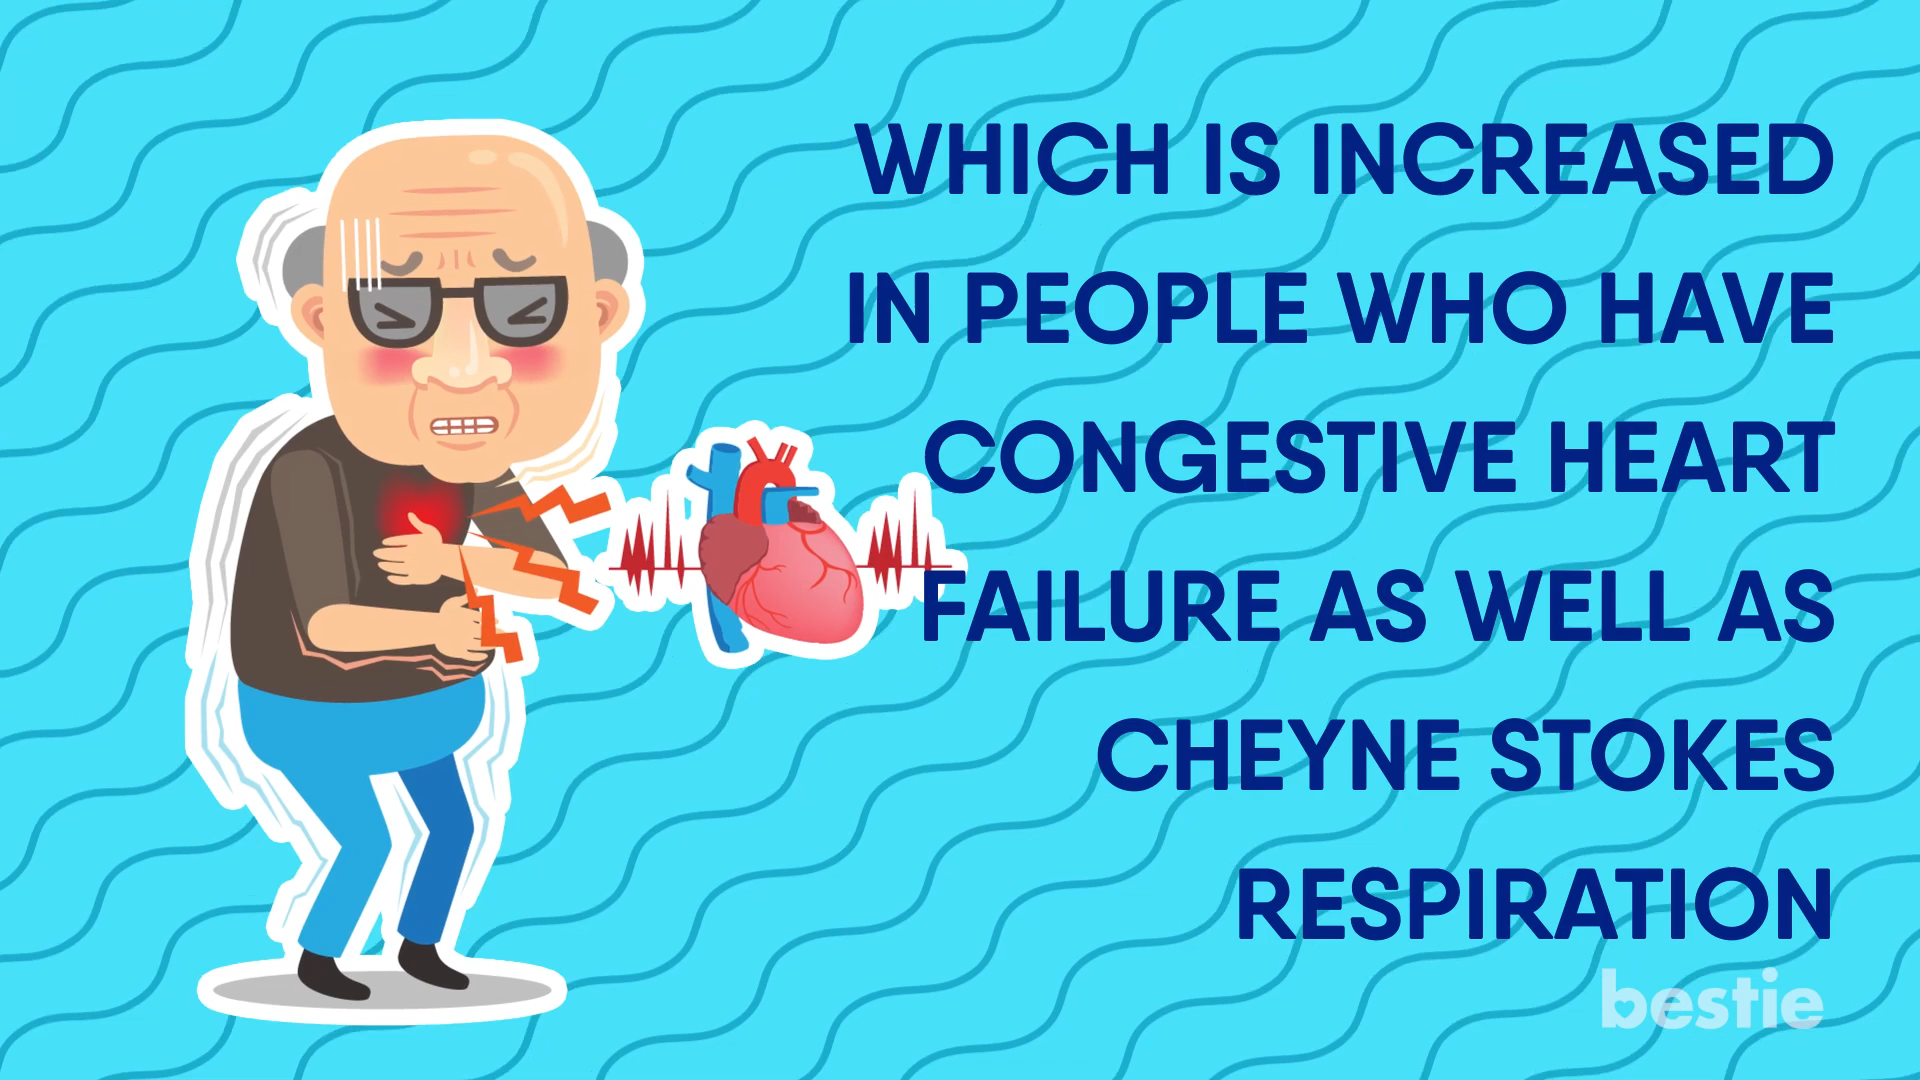 WHICH IS INCREASED
IN PEOPLE WHO HAVE
CONGESTIVE HEART
FAILURE AS WELL AS
CHEYNE STOKES
RESPIRATION
bestie